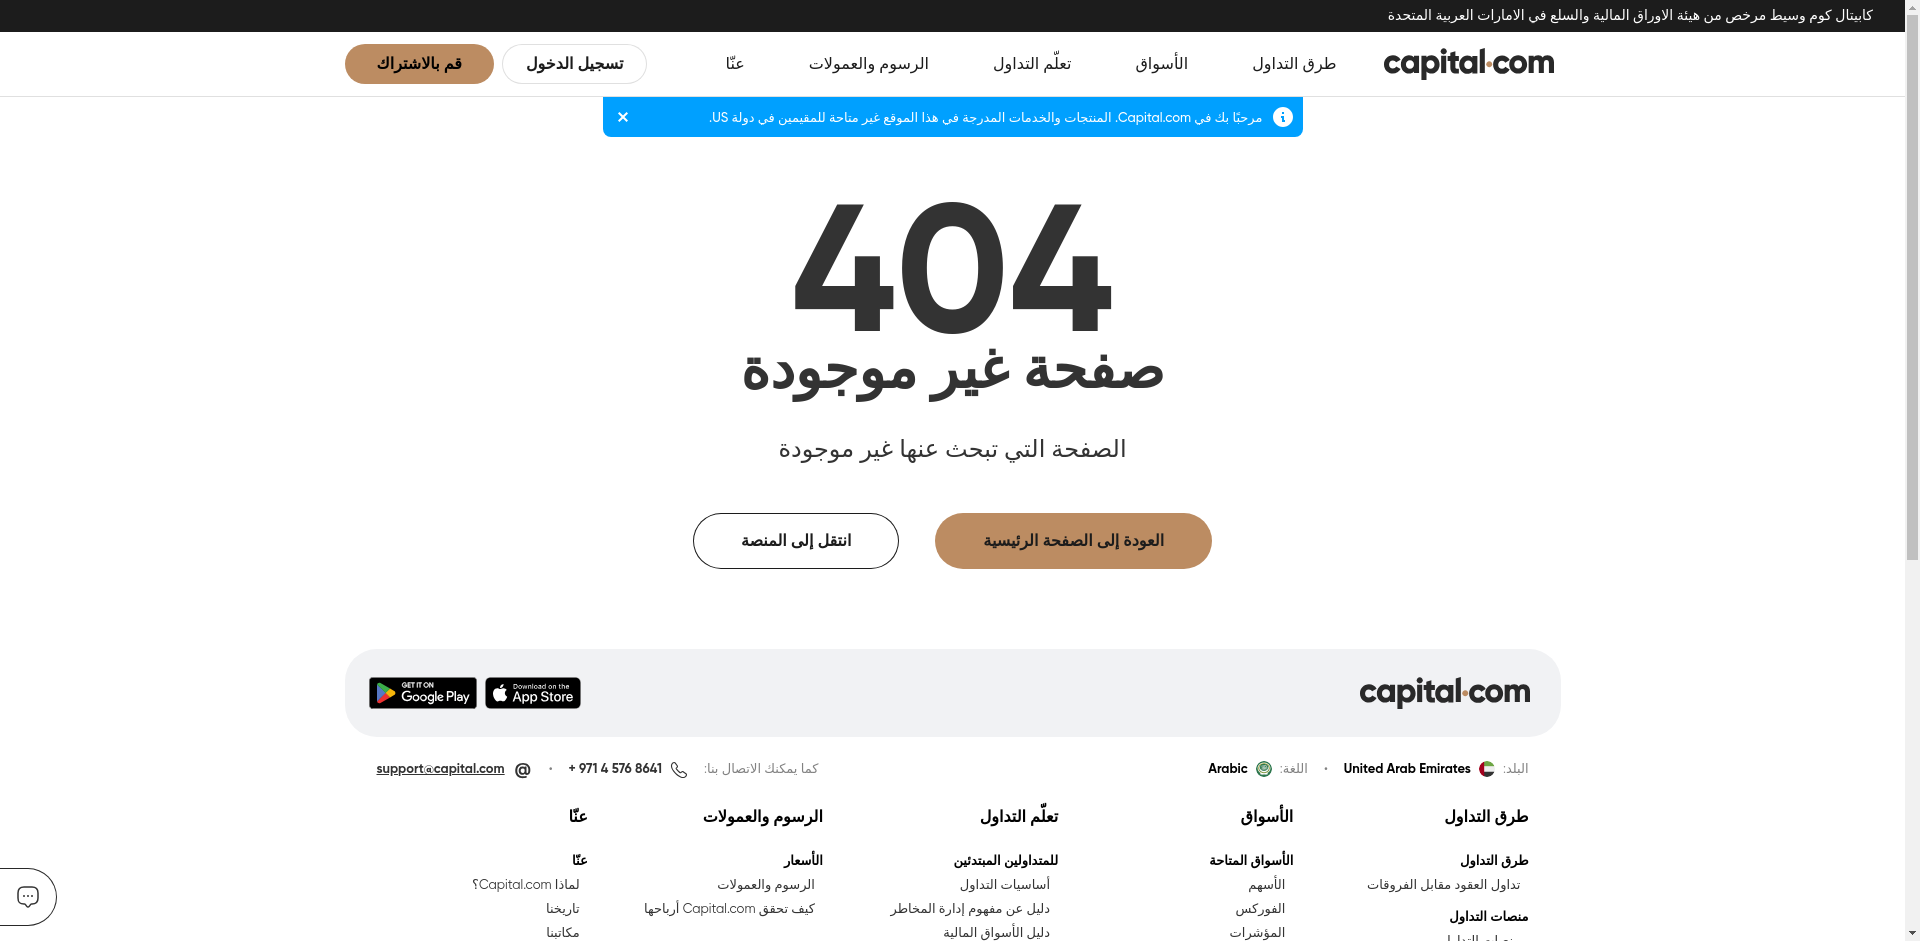 كابيتال كوم وسيط مرخص من هيئة الاوراق المالية والسلع في الامارات العربية المتحدة
capital.com
طرق التداول
الأسواق
تعلّم التداول
الرسوم والعمولات
عنّا
تسجيل الدخول
قم بالاشتراك
مرحبًا بك في Capital.com. المنتجات والخدمات المدرجة في هذا الموقع غير متاحة للمقيمين في دولة US.
404
صفحة غير موجودة
الصفحة التي تبحث عنها غير موجودة
العودة إلى الصفحة الرئيسية
انتقل إلى المنصة
capital.com
Download on the App Store
GET IT ON Google Play
البلد: United Arab Emirates • اللغة: Arabic
كما يمكنك الاتصال بنا: + 971 4 576 8641 • @ support@capital.com
طرق التداول
طرق التداول
تداول العقود مقابل الفروقات
منصات التداول
الأسواق
الأسواق المتاحة
الأسهم
الفوركس
المؤشرات
تعلّم التداول
للمتداولين المبتدئين
أساسيات التداول
دليل عن مفهوم إدارة المخاطر
دليل الأسواق المالية
الرسوم والعمولات
الأسعار
الرسوم والعمولات
كيف تحقق Capital.com أرباحها
عنّا
عنّا
لماذا Capital.com؟
تاريخنا
مكاتبنا